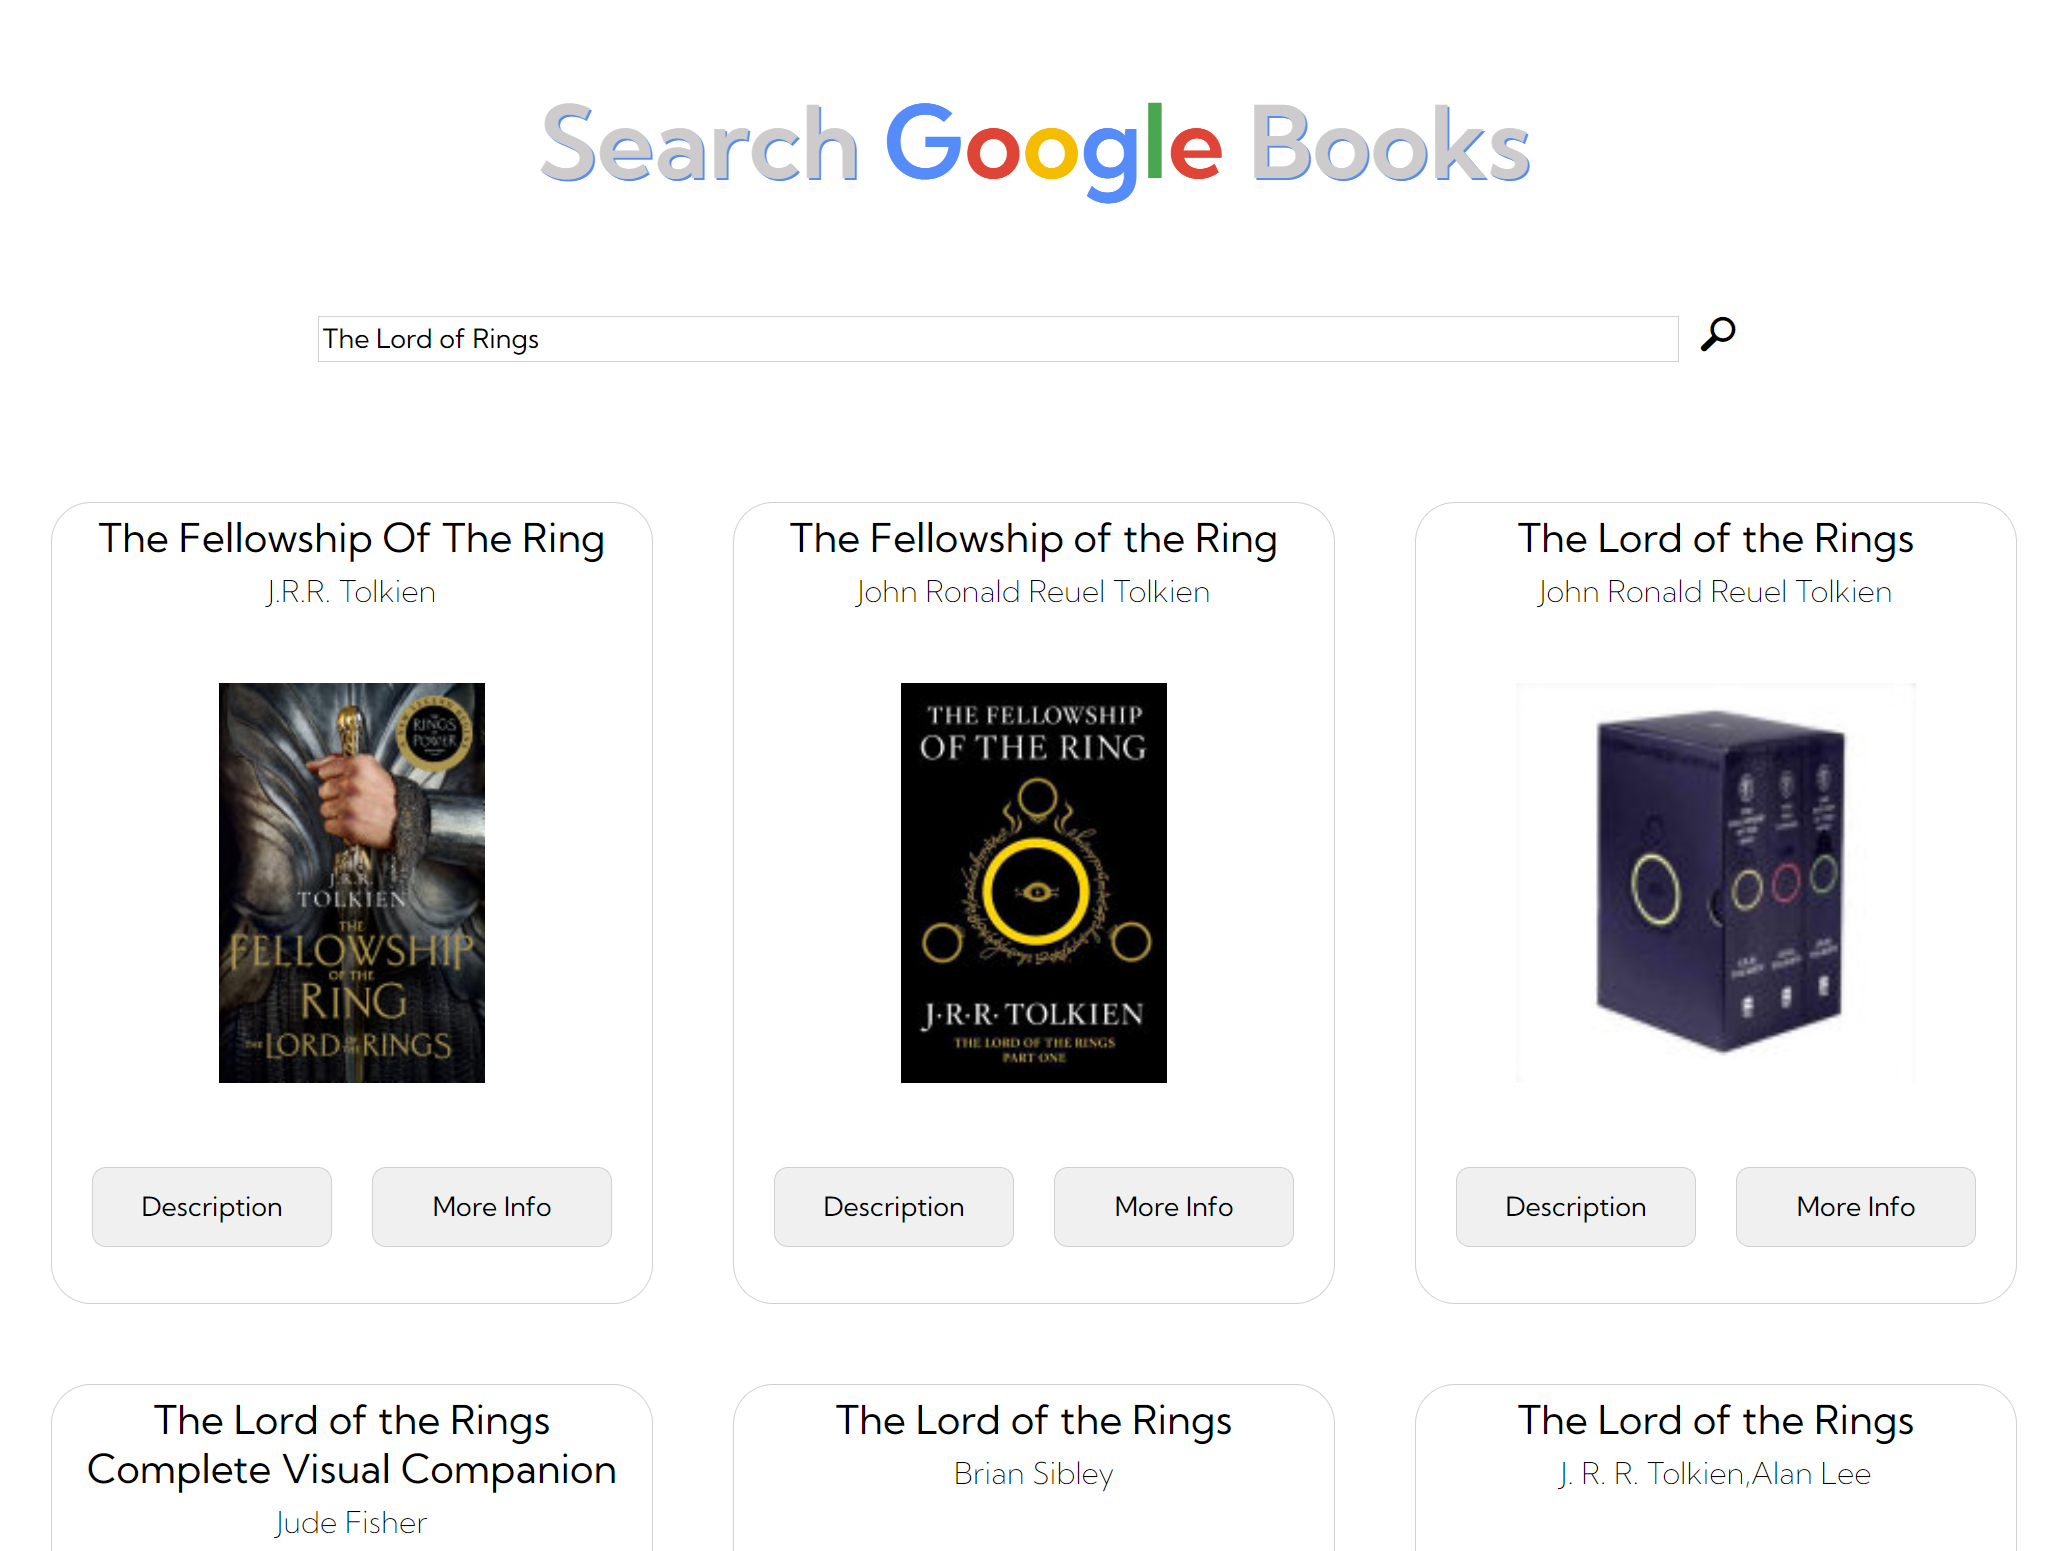 Search Google Books
The Lord of Rings
The Fellowship Of The Ring
J.R.R. Tolkien
RINGS
POWER
J.R.R.
TOLKIEN
THE
FELLOWSHIP
OF THE
RING
THE LORD OF THE RINGS
Description
More Info
The Fellowship of the Ring
John Ronald Reuel Tolkien
THE FELLOWSHIP
OF THE RING
J·R·R·TOLKIEN
THE LORD OF THE RINGS
PART ONE
Description
More Info
The Lord of the Rings
John Ronald Reuel Tolkien
Description
More Info
The Lord of the Rings
Complete Visual Companion
Jude Fisher
The Lord of the Rings
Brian Sibley
The Lord of the Rings
J. R. R. Tolkien,Alan Lee